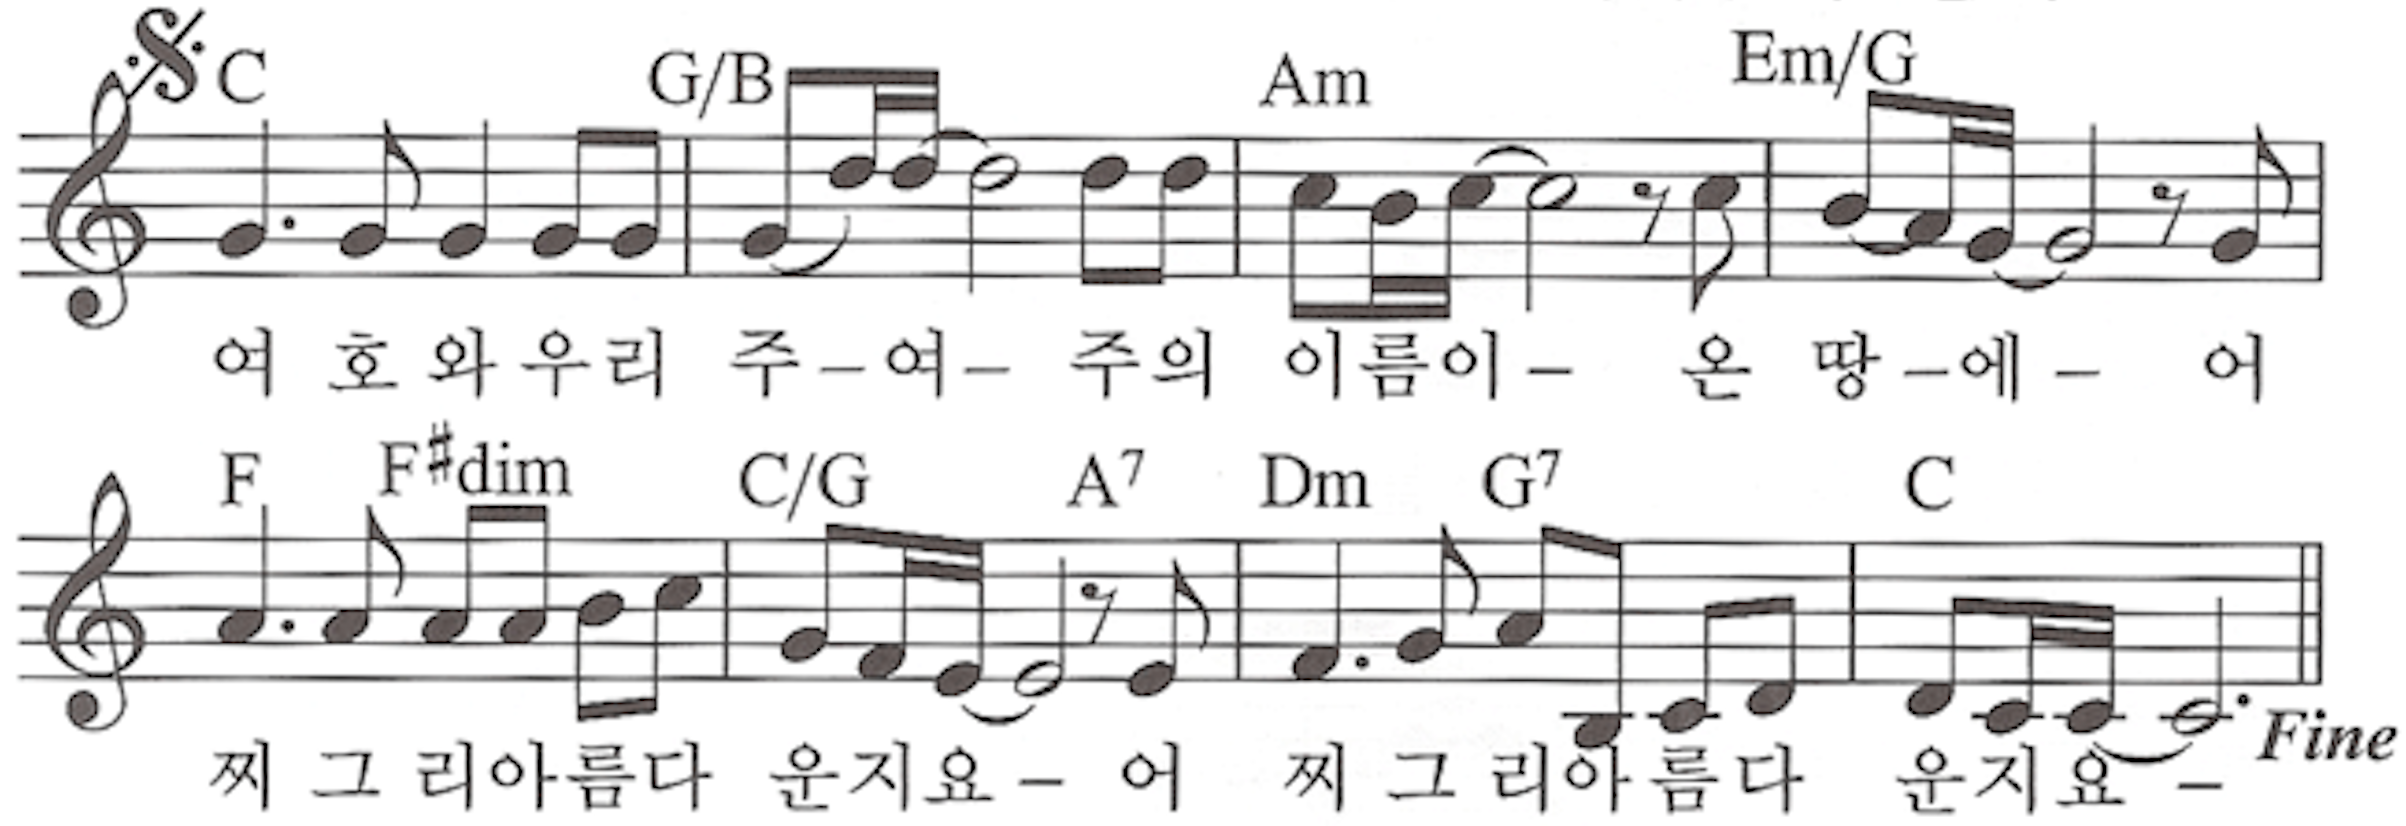 C G/B Am Em/G
여 호 와 우 리 주 – 여 – 주 의 이 름 이 – 온 땅 – 에 – 어
F F♯dim C/G A7 Dm G7 C
찌 그 리 아 름 다 운 지 요 – 어 찌 그 리 아 름 다 운 지 요 – Fine